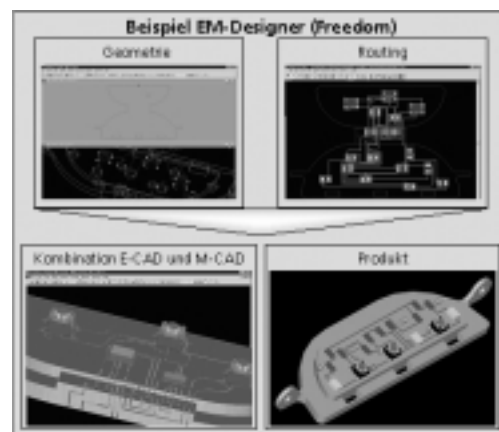 Beispiel EM-Designer (Freedom)
Geometrie
Routing
Kombination E-CAD und M-CAD
Produkt